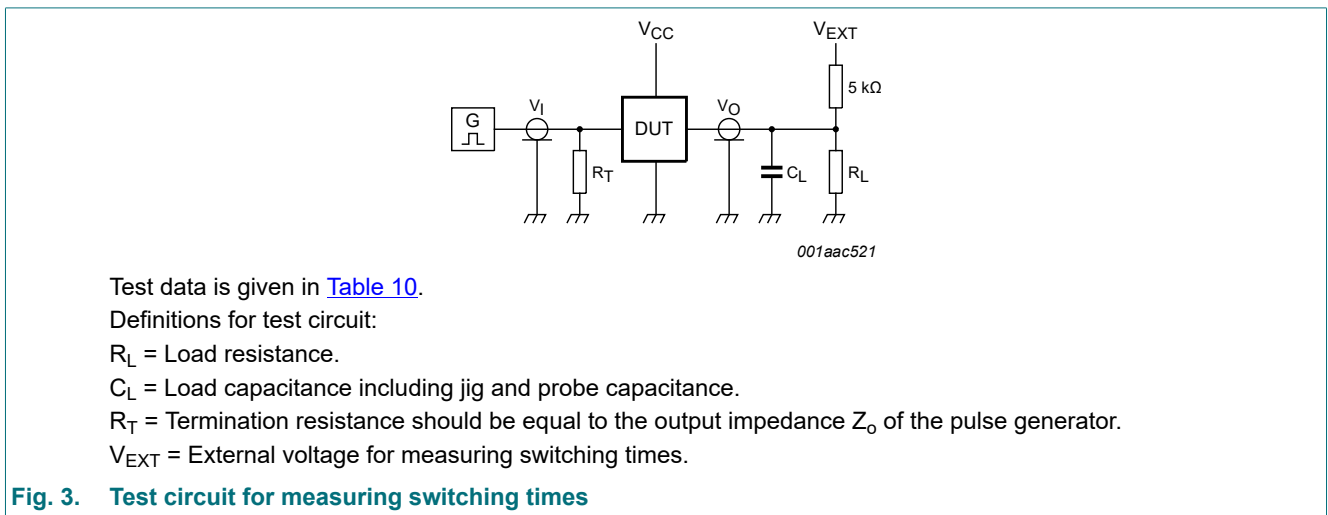 VCC
VEXT
5 kΩ
G
VI
DUT
VO
RT
CL
RL
001aac521
Test data is given in Table 10.
Definitions for test circuit:
RL = Load resistance.
CL = Load capacitance including jig and probe capacitance.
RT = Termination resistance should be equal to the output impedance Zo of the pulse generator.
VEXT = External voltage for measuring switching times.
Fig. 3. Test circuit for measuring switching times